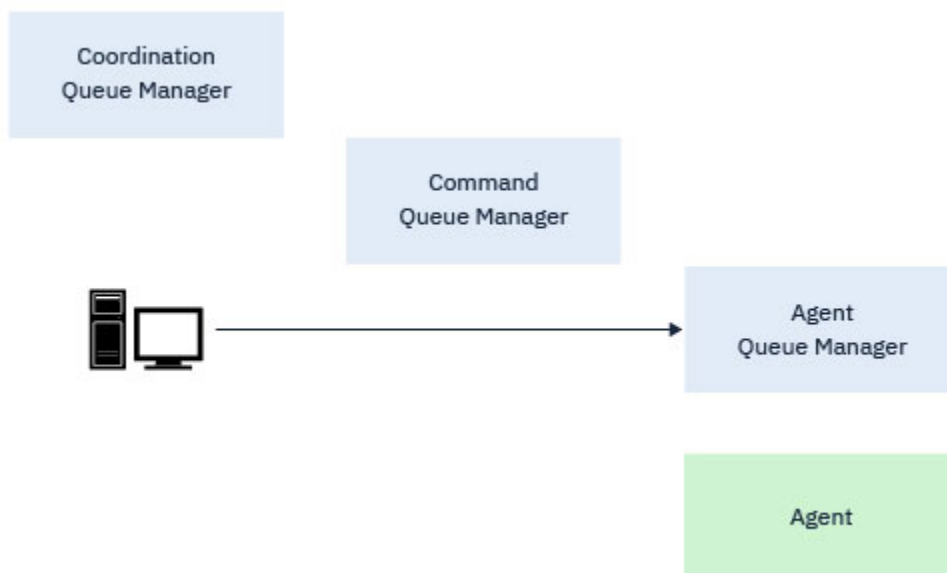 Coordination
Queue Manager
Command
Queue Manager
Agent
Queue Manager
Agent